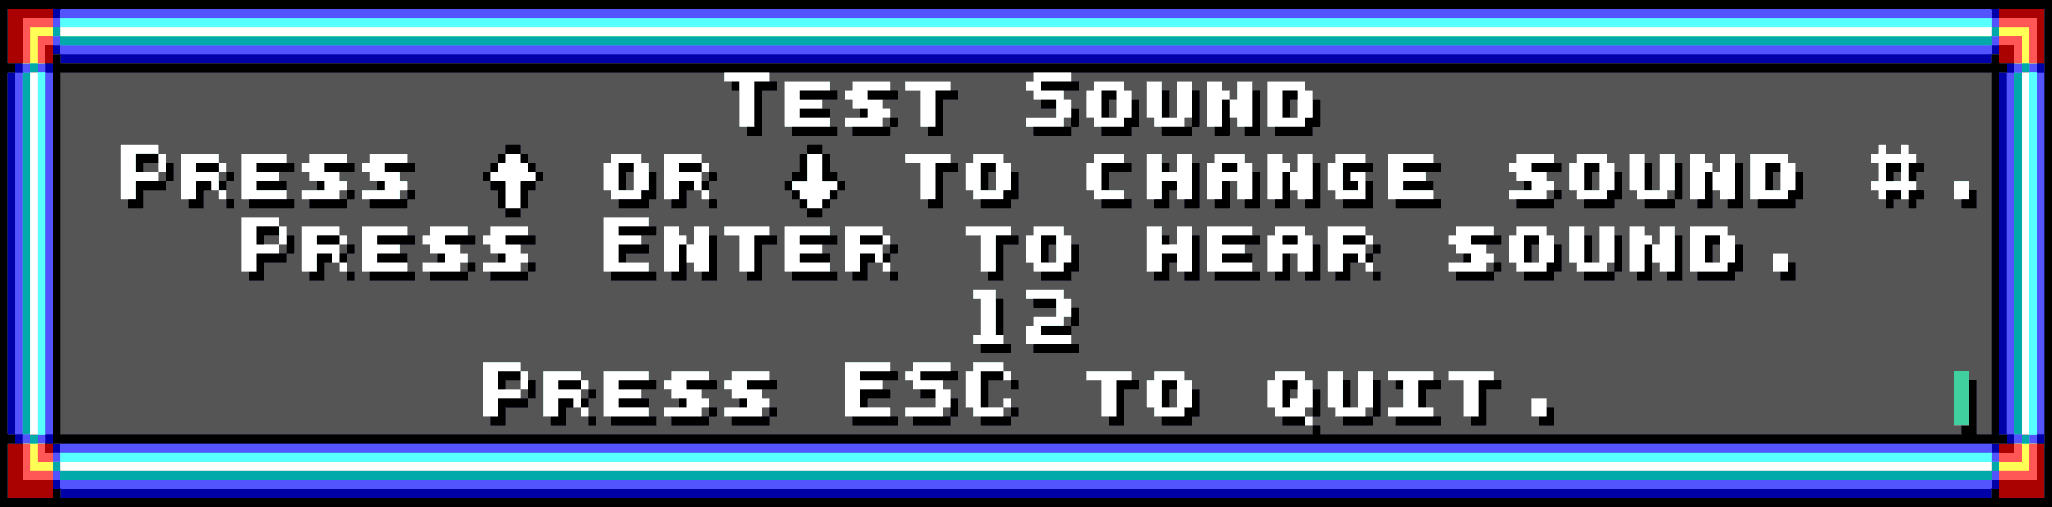 Test Sound
Press ↑ or ↓ to change sound #.
Press Enter to hear sound.
12
Press ESC to quit.